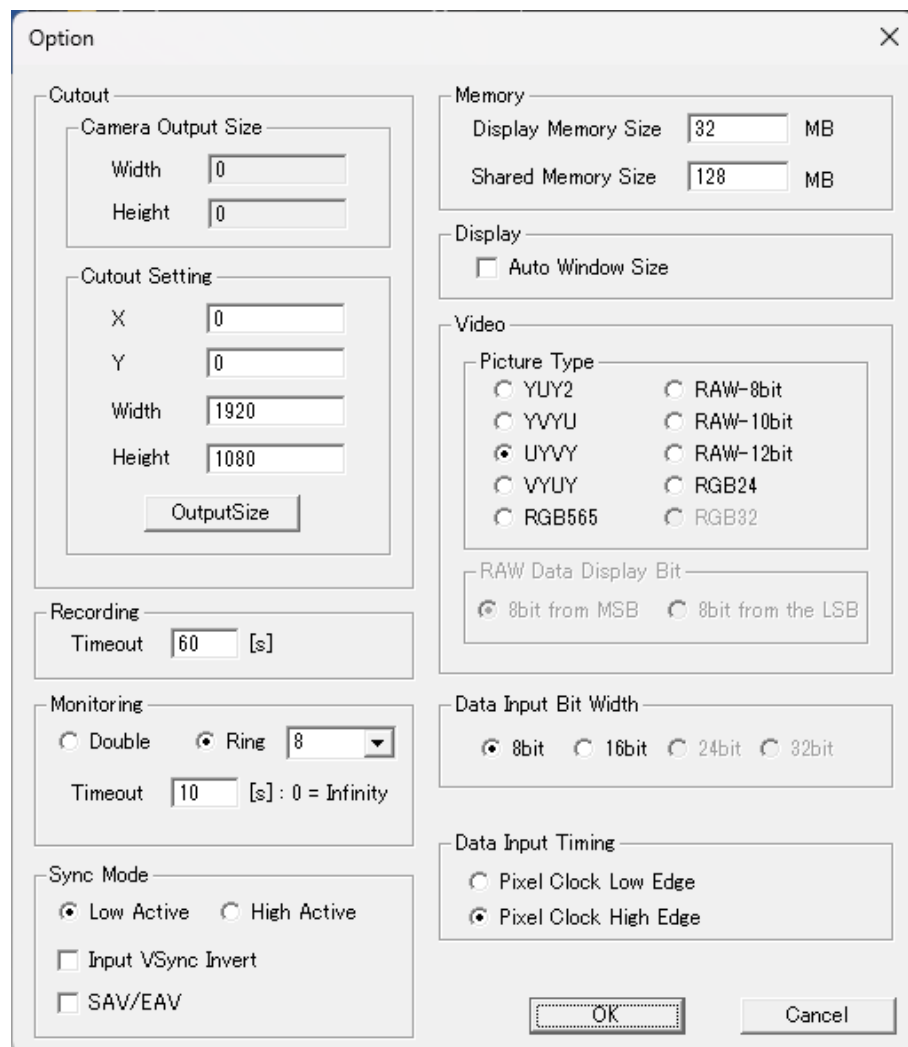 Option
Cutout
Camera Output Size
Width 0
Height 0
Cutout Setting
X 0
Y 0
Width 1920
Height 1080
OutputSize
Recording
Timeout 60 [s]
Monitoring
Double Ring 8
Timeout 10 [s] : 0 = Infinity
Sync Mode
Low Active High Active
Input VSync Invert
SAV/EAV
Memory
Display Memory Size 32 MB
Shared Memory Size 128 MB
Display
Auto Window Size
Video
Picture Type
YUY2 RAW-8bit
YVYU RAW-10bit
UYVY RAW-12bit
VYUY RGB24
RGB565 RGB32
RAW Data Display Bit
8bit from MSB 8bit from the LSB
Data Input Bit Width
8bit 16bit 24bit 32bit
Data Input Timing
Pixel Clock Low Edge
Pixel Clock High Edge
OK Cancel